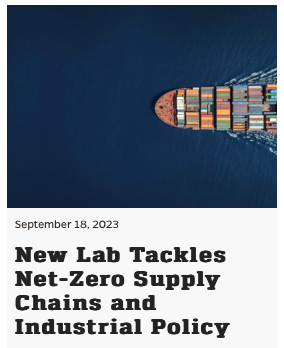 September 18, 2023
New Lab Tackles
Net-Zero Supply
Chains and
Industrial Policy